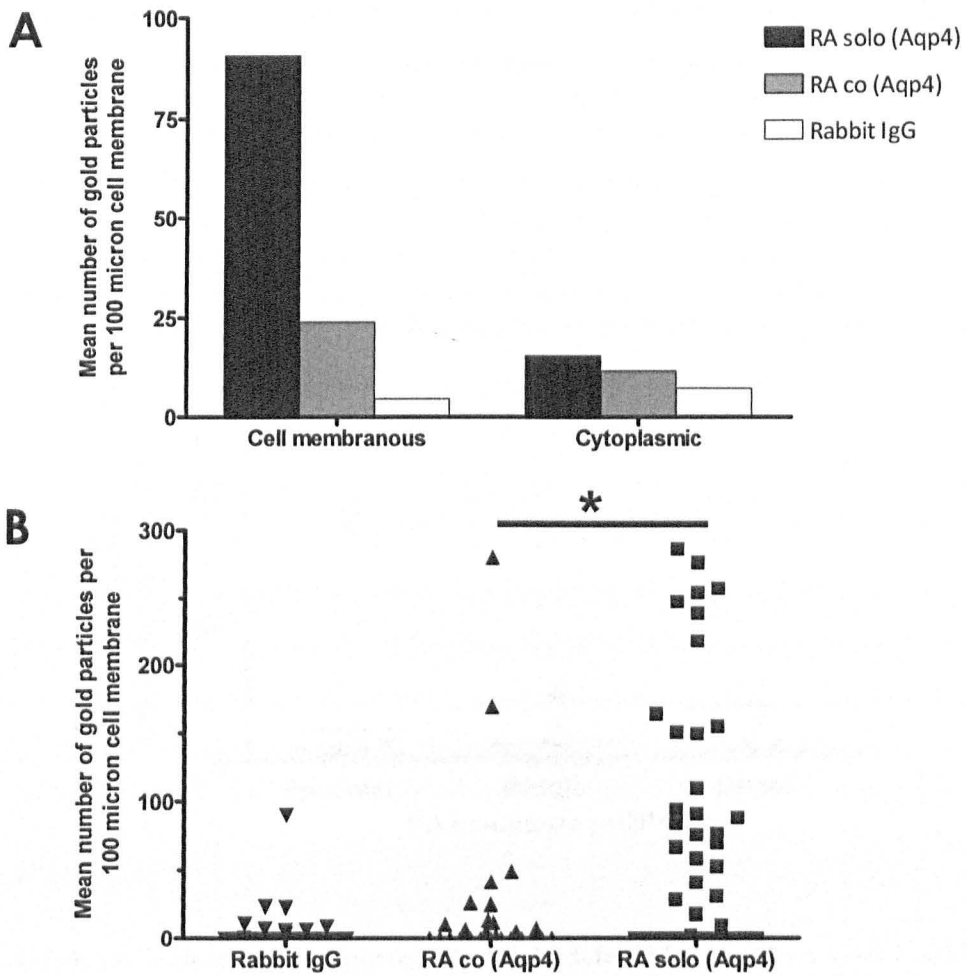 A
Mean number of gold particles
per 100 micron cell membrane
100
75
50
25
0
Cell membranous
Cytoplasmic
RA solo (Aqp4)
RA co (Aqp4)
Rabbit IgG
B
*
Mean number of gold particles per
100 micron cell membrane
300
200
100
0
Rabbit IgG
RA co (Aqp4)
RA solo (Aqp4)